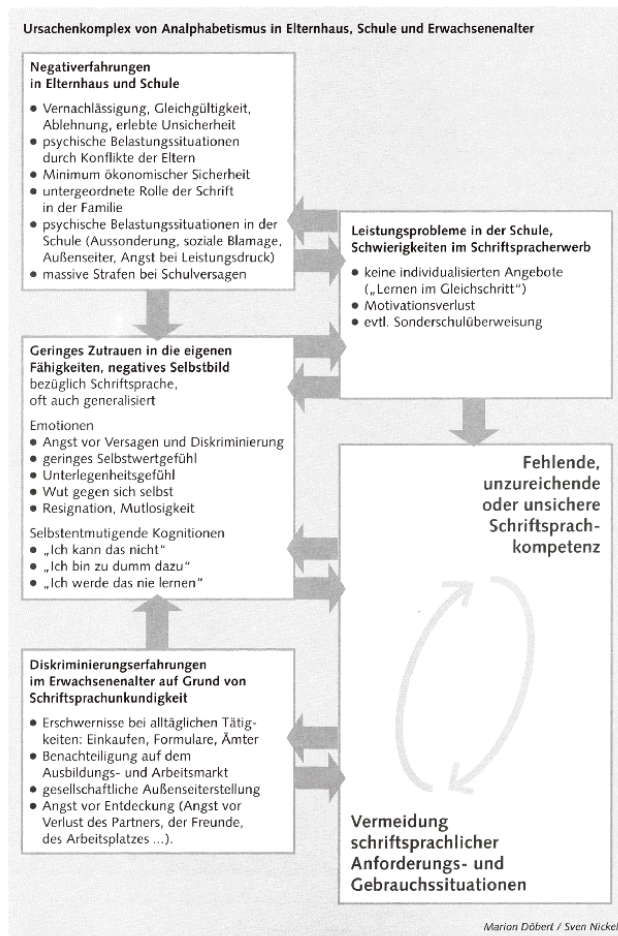 Ursachenkomplex von Analphabetismus in Elternhaus, Schule und Erwachsenenalter
Negativerfahrungen
in Elternhaus und Schule
• Vernachlässigung, Gleichgültigkeit,
Ablehnung, erlebte Unsicherheit
• psychische Belastungssituationen
durch Konflikte der Eltern
• Minimum ökonomischer Sicherheit
• untergeordnete Rolle der Schrift
in der Familie
• psychische Belastungssituationen in der
Schule (Aussonderung, soziale Blamage,
Außenseiter, Angst bei Leistungsdruck)
• massive Strafen bei Schulversagen
Leistungsprobleme in der Schule,
Schwierigkeiten im Schriftspracherwerb
• keine individualisierten Angebote
(„Lernen im Gleichschritt“)
• Motivationsverlust
• evtl. Sonderschulüberweisung
Geringes Zutrauen in die eigenen
Fähigkeiten, negatives Selbstbild
bezüglich Schriftsprache,
oft auch generalisiert
Emotionen
• Angst vor Versagen und Diskriminierung
• geringes Selbstwertgefühl
• Unterlegenheitsgefühl
• Wut gegen sich selbst
• Resignation, Mutlosigkeit
Selbstentmutigende Kognitionen
• „Ich kann das nicht“
• „Ich bin zu dumm dazu“
• „Ich werde das nie lernen“
Fehlende,
unzureichende
oder unsichere
Schriftsprach-
kompetenz
Diskriminierungserfahrungen
im Erwachsenenalter auf Grund von
Schriftsprachunkundigkeit
• Erschwernisse bei alltäglichen Tätig-
keiten: Einkaufen, Formulare, Ämter
• Benachteiligung auf dem
Ausbildungs- und Arbeitsmarkt
• gesellschaftliche Außenseiterstellung
• Angst vor Entdeckung (Angst vor
Verlust des Partners, der Freunde,
des Arbeitsplatzes ...).
Vermeidung
schriftsprachlicher
Anforderungs- und
Gebrauchssituationen
Marion Döbert / Sven Nickel